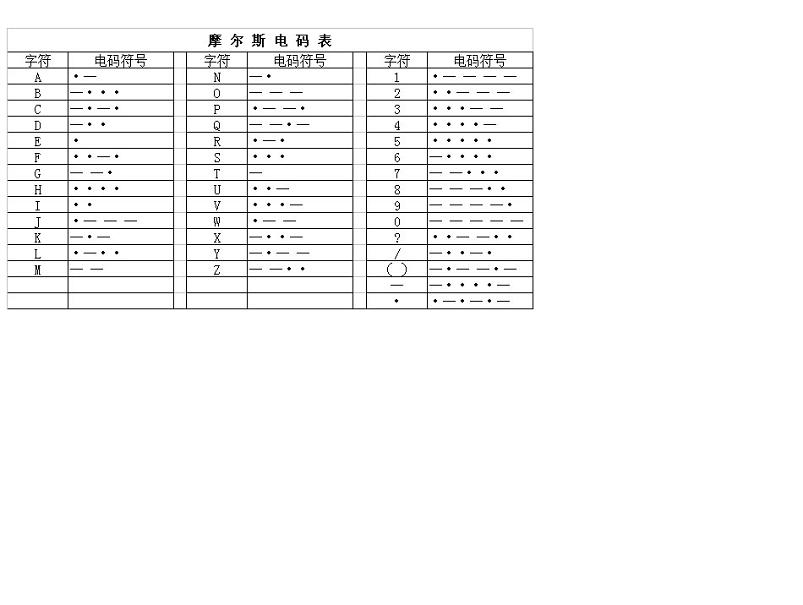 摩 尔 斯 电 码 表
字符 电码符号 字符 电码符号 字符 电码符号
A •— N —• 1 •— — — —
B —••• O — — — 2 ••— — —
C —•—• P •— —• 3 •••— —
D —•• Q — —•— 4 ••••—
E • R •—• 5 •••••
F ••—• S ••• 6 —••••
G — —• T — 7 — —•••
H •••• U ••— 8 — — —••
I •• V •••— 9 — — — —•
J •— — — W •— — 0 — — — — —
K —•— X —••— ? ••— —••
L •—•• Y —•— — / —••—•
M — — Z — —•• ( ) —•— —•—
— —••••—
• •—•—•—